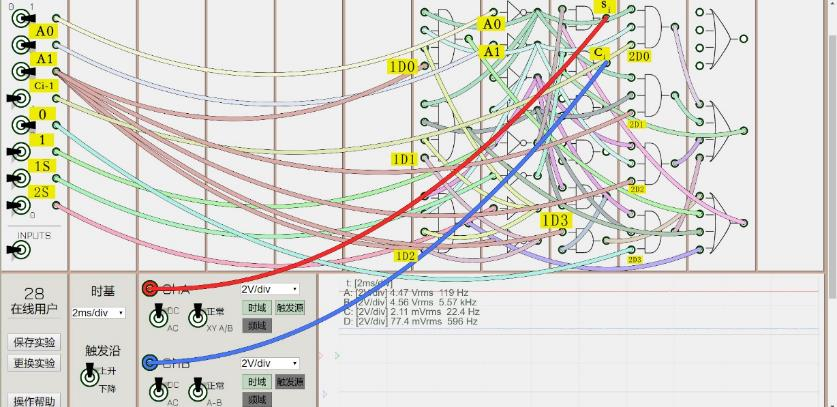 0 1
A0
A1
Ci-1
0
1
1S
2S
0
INPUTS
1D0
1D1
1D2
1D3
A0
A1
Si
Ci
2D0
2D1
2D2
2D3
28
在线用户
保存实验
更换实验
操作帮助
时基
2ms/div
触发沿
上升
下降
CHA
2V/div
DC
AC
正常
XY A/B
时域
触发源
频域
CHB
2V/div
DC
AC
正常
A-B
时域
触发源
频域
t: [2ms/div]
A: [2V/div] 4.47 Vrms 119 Hz
B: [2V/div] 4.56 Vrms 5.57 kHz
C: [2V/div] 2.11 mVrms 22.4 Hz
D: [2V/div] 77.4 mVrms 596 Hz